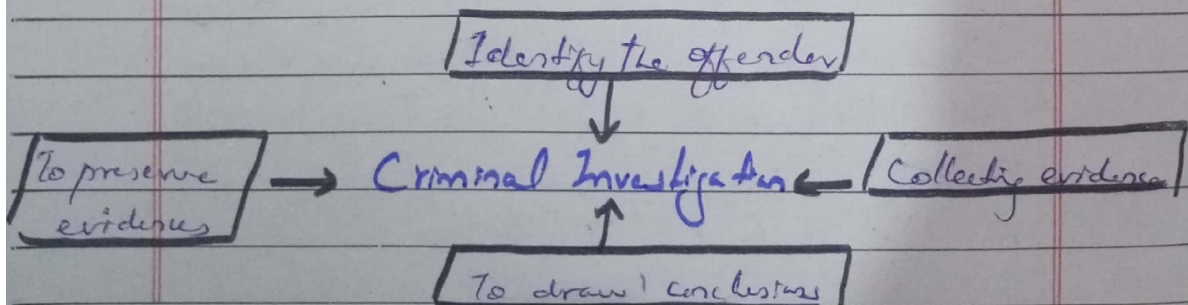 Identify the offender
To preserve
evidences
Criminal Investigation
Collecting evidence
To draw conclusions